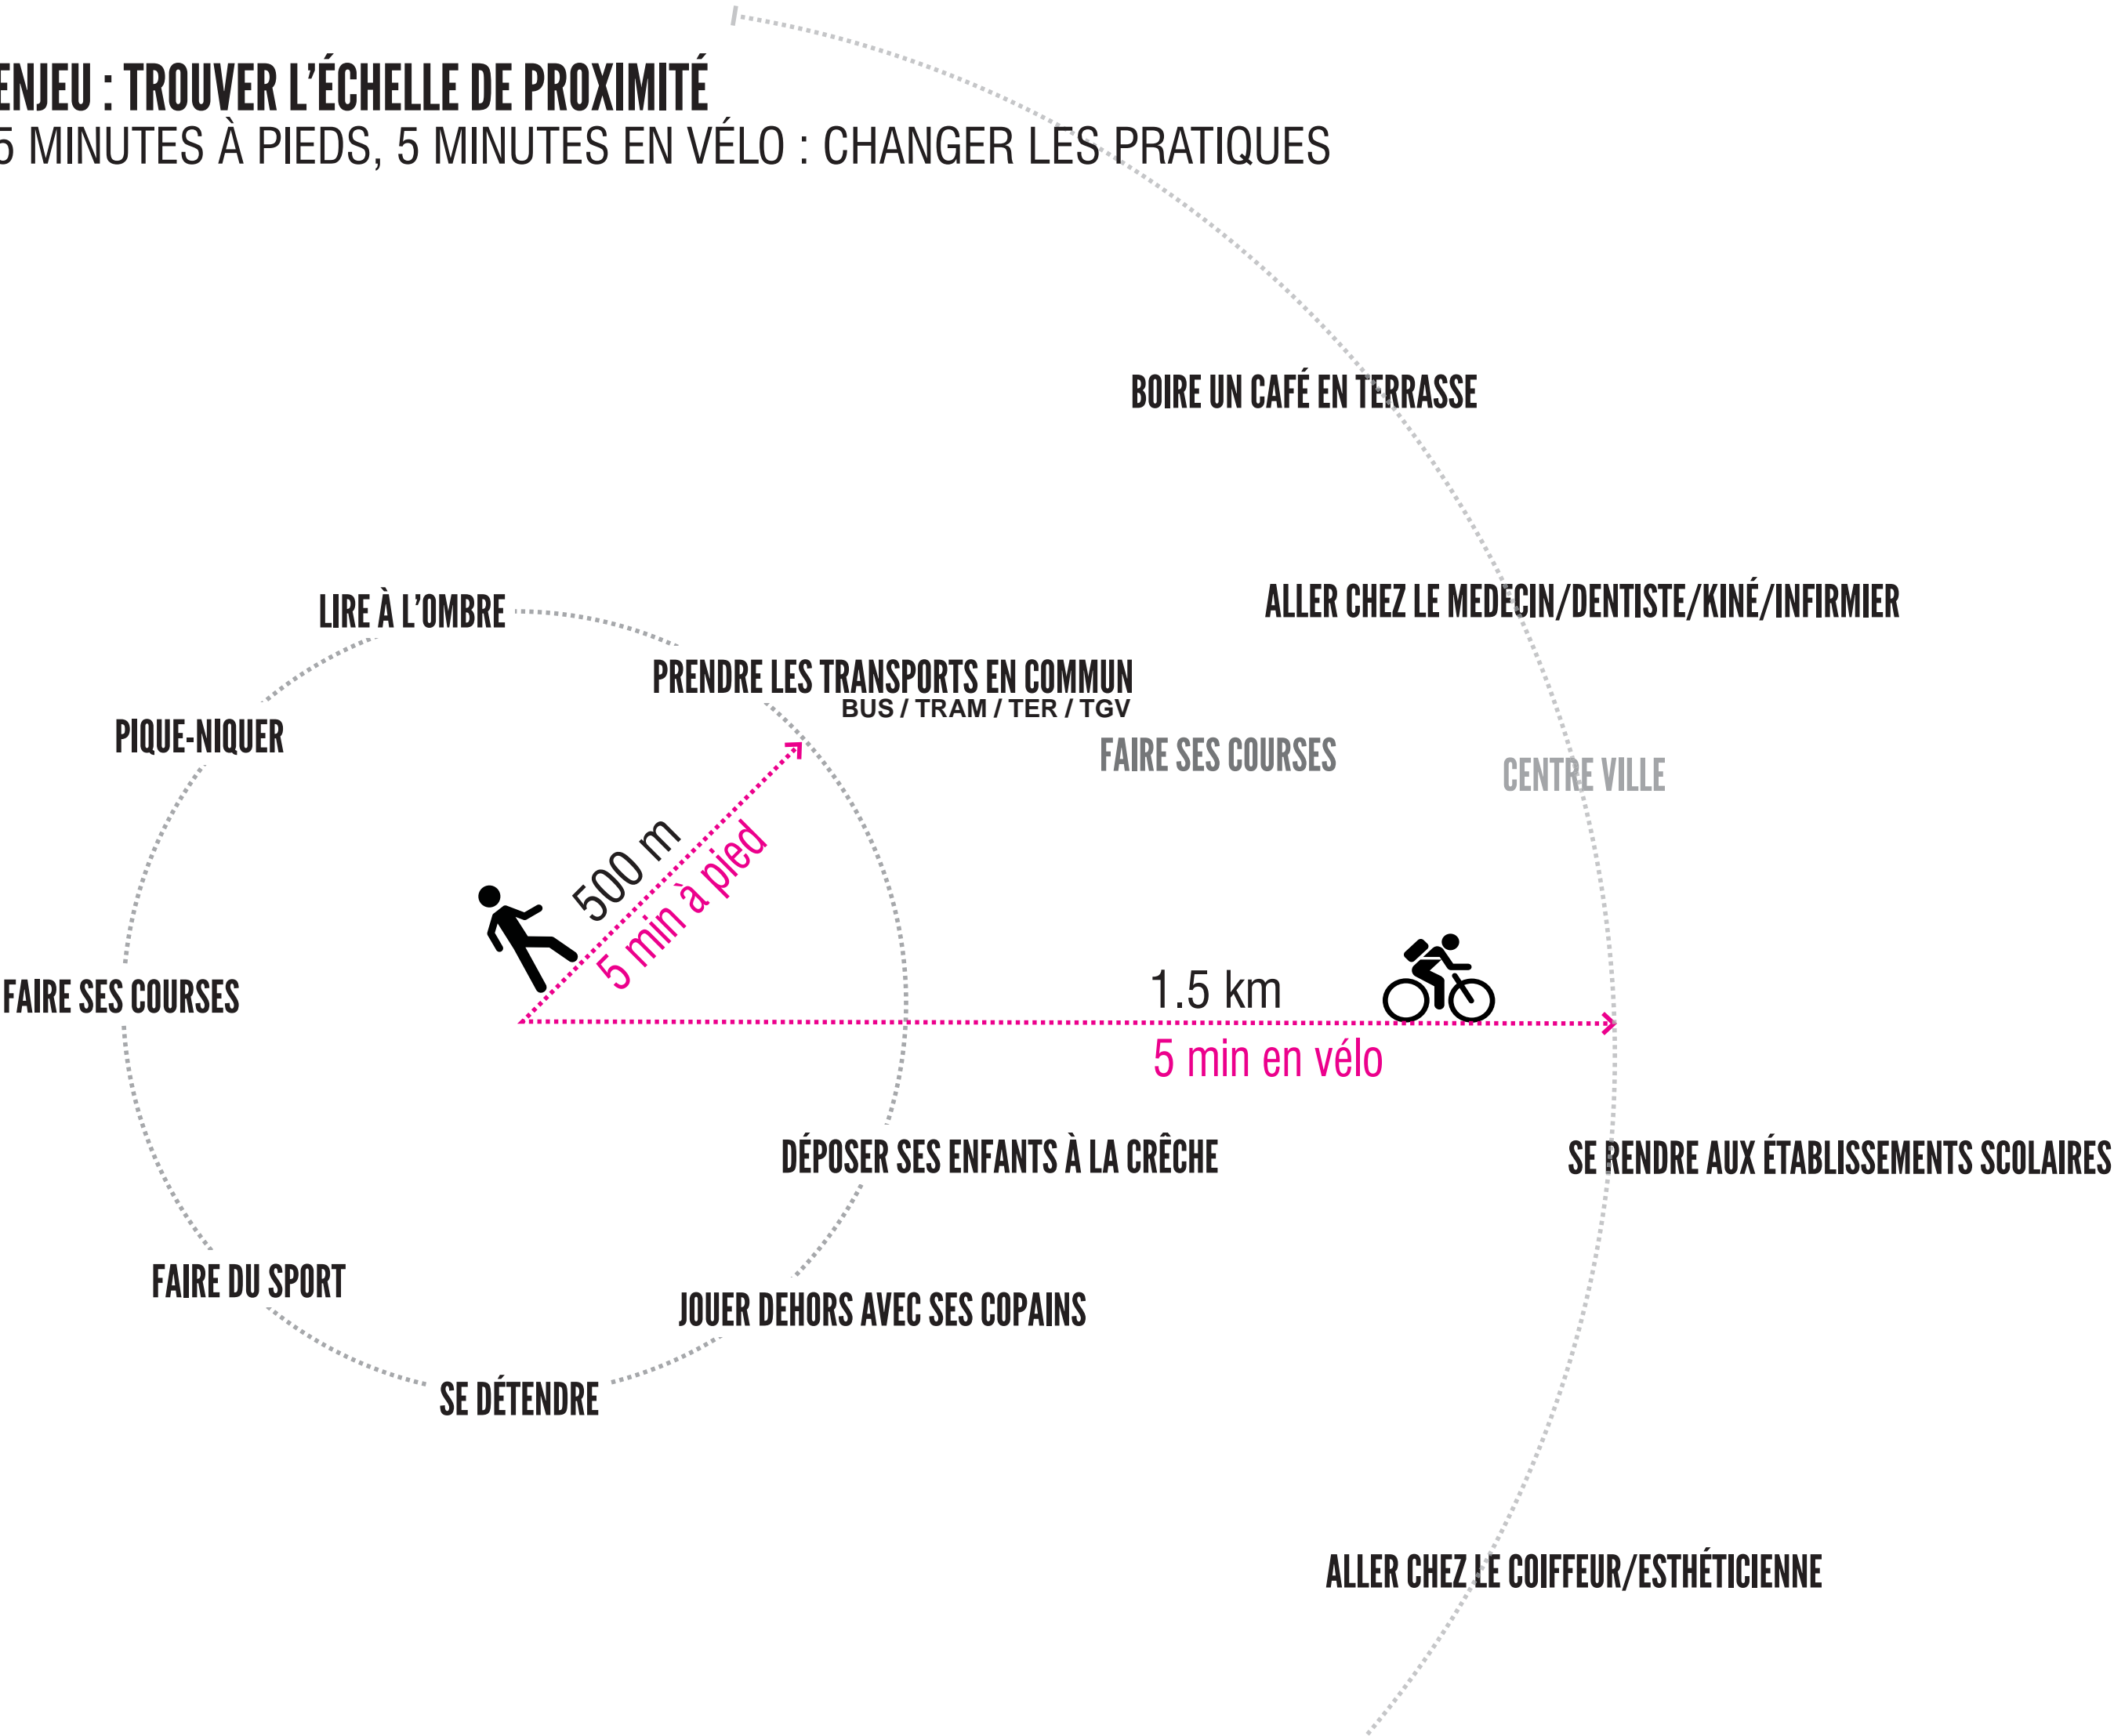 ENJEU : TROUVER L'ÉCHELLE DE PROXIMITÉ
5 MINUTES À PIEDS, 5 MINUTES EN VÉLO : CHANGER LES PRATIQUES
BOIRE UN CAFÉ EN TERRASSE
ALLER CHEZ LE MEDECIN/DENTISTE/KINÉ/INFIRMIER
LIRE À L'OMBRE
PRENDRE LES TRANSPORTS EN COMMUN
BUS / TRAM / TER / TGV
PIQUE-NIQUER
FAIRE SES COURSES
CENTRE VILLE
500 m
5 min à pied
FAIRE SES COURSES
1.5 km
5 min en vélo
DÉPOSER SES ENFANTS À LA CRÊCHE
SE RENDRE AUX ÉTABLISSEMENTS SCOLAIRES
FAIRE DU SPORT
JOUER DEHORS AVEC SES COPAINS
SE DÉTENDRE
ALLER CHEZ LE COIFFEUR/ESTHÉTICIENNE